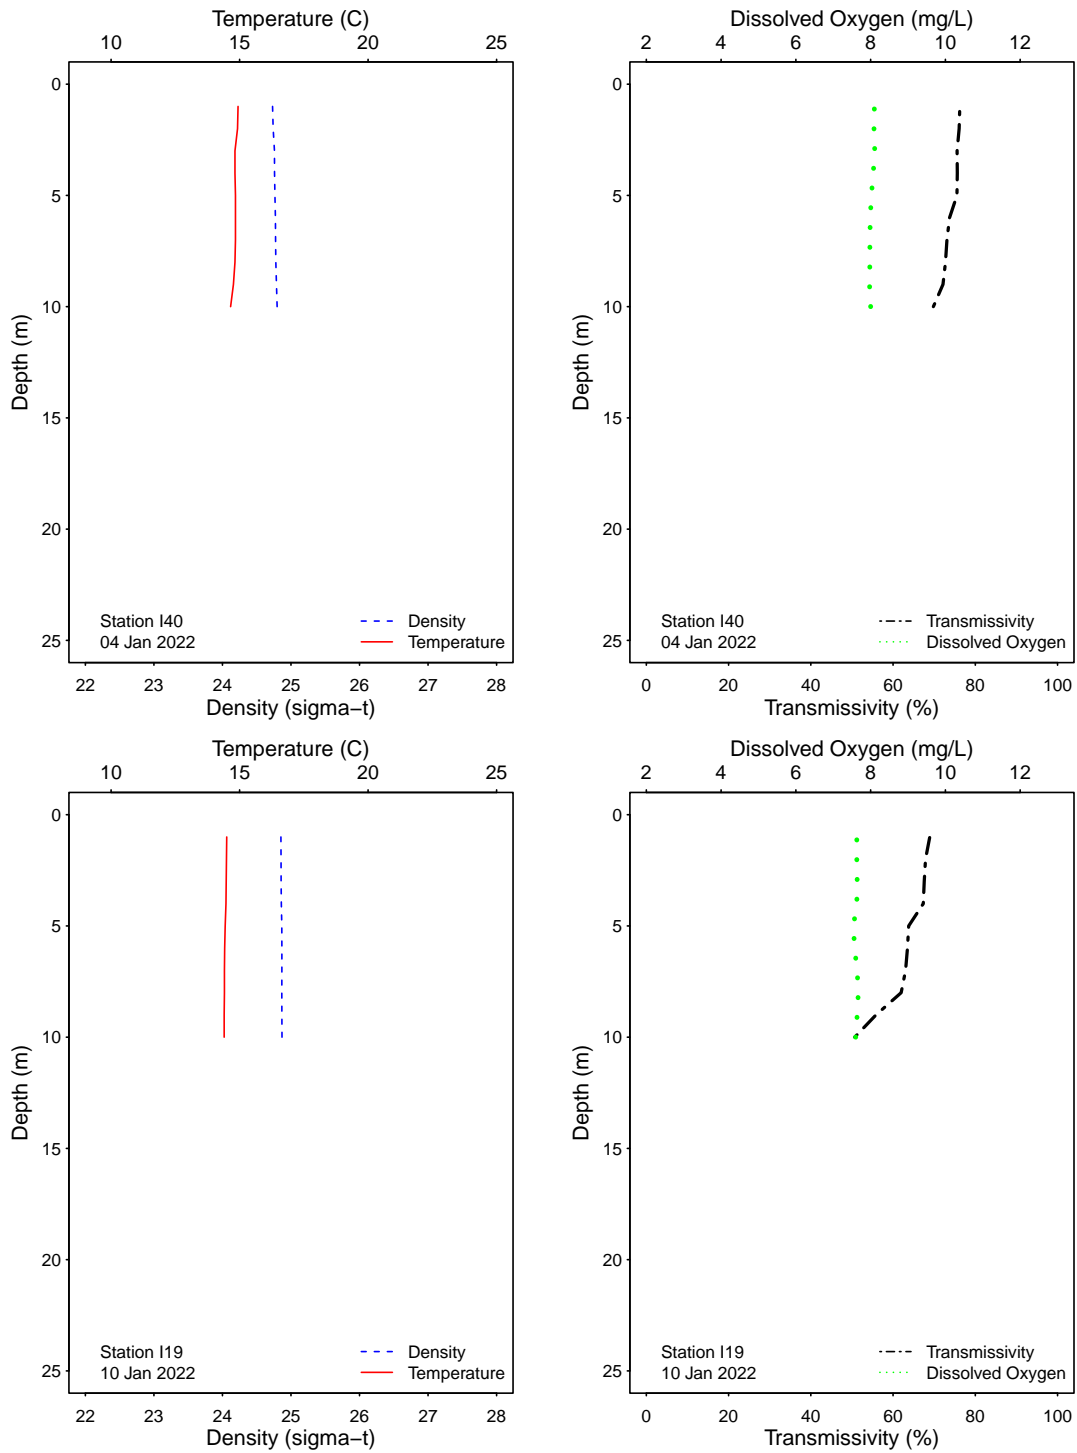 Temperature (C)
10 15 20 25
0
5
10
15
20
25
Depth (m)
Station I40
04 Jan 2022
Density
Temperature
22 23 24 25 26 27 28
Density (sigma−t)
Dissolved Oxygen (mg/L)
2 4 6 8 10 12
0
5
10
15
20
25
Depth (m)
Station I40
04 Jan 2022
Transmissivity
Dissolved Oxygen
0 20 40 60 80 100
Transmissivity (%)
Temperature (C)
10 15 20 25
0
5
10
15
20
25
Depth (m)
Station I19
10 Jan 2022
Density
Temperature
22 23 24 25 26 27 28
Density (sigma−t)
Dissolved Oxygen (mg/L)
2 4 6 8 10 12
0
5
10
15
20
25
Depth (m)
Station I19
10 Jan 2022
Transmissivity
Dissolved Oxygen
0 20 40 60 80 100
Transmissivity (%)